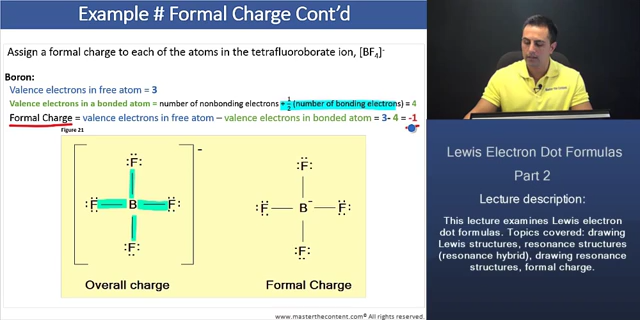 Example # Formal Charge Cont'd
Assign a formal charge to each of the atoms in the tetrafluoroborate ion, [BF₄]⁻
Boron:
Valence electrons in free atom = 3
Valence electrons in a bonded atom = number of nonbonding electrons + ½ (number of bonding electrons) = 4
Formal Charge = valence electrons in free atom − valence electrons in bonded atom = 3- 4 = -1
Figure 21
:F:
:F B F:
:F:
-
Overall charge
:F:
:F — B⁻ — F:
:F:
Formal Charge
www.masterthecontent.com®
All Rights Reserved
Lewis Electron Dot Formulas
Part 2
Lecture description:
This lecture examines Lewis electron
dot formulas. Topics covered: drawing
Lewis structures, resonance structures
(resonance hybrid), drawing resonance
structures, formal charge.